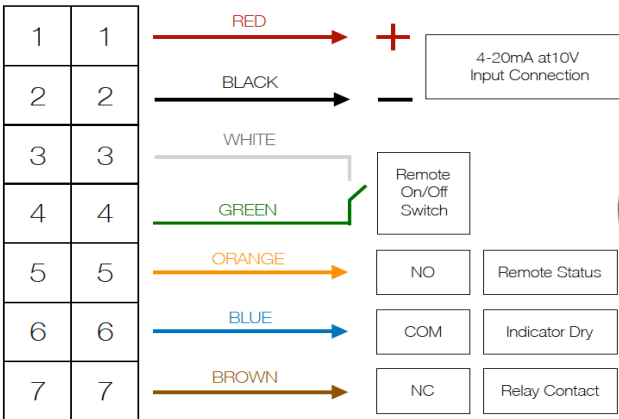 1 1 RED + 4-20mA at10V
Input Connection
2 2 BLACK −
3 3 WHITE
Remote
On/Off
Switch
4 4 GREEN
5 5 ORANGE NO Remote Status
6 6 BLUE COM Indicator Dry
7 7 BROWN NC Relay Contact